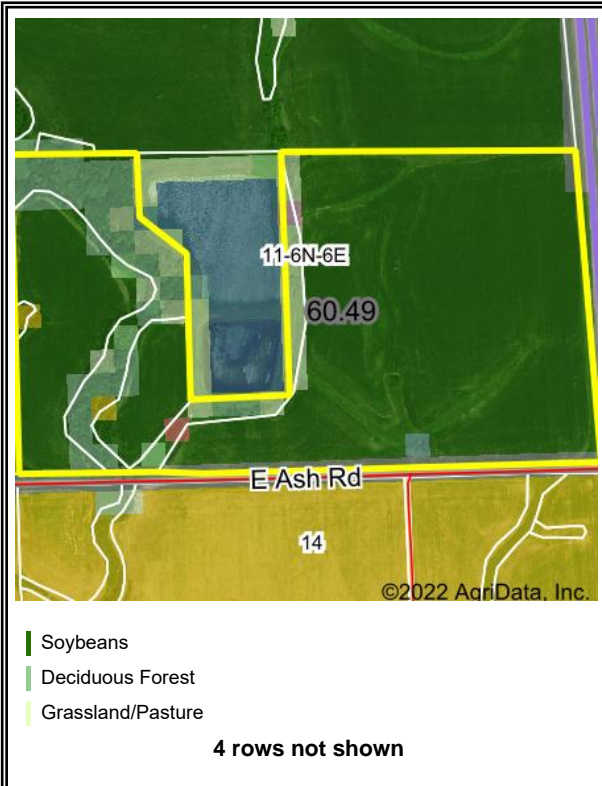 11-6N-6E
60.49
E Ash Rd
14
©2022 AgriData, Inc.
Soybeans
Deciduous Forest
Grassland/Pasture
4 rows not shown